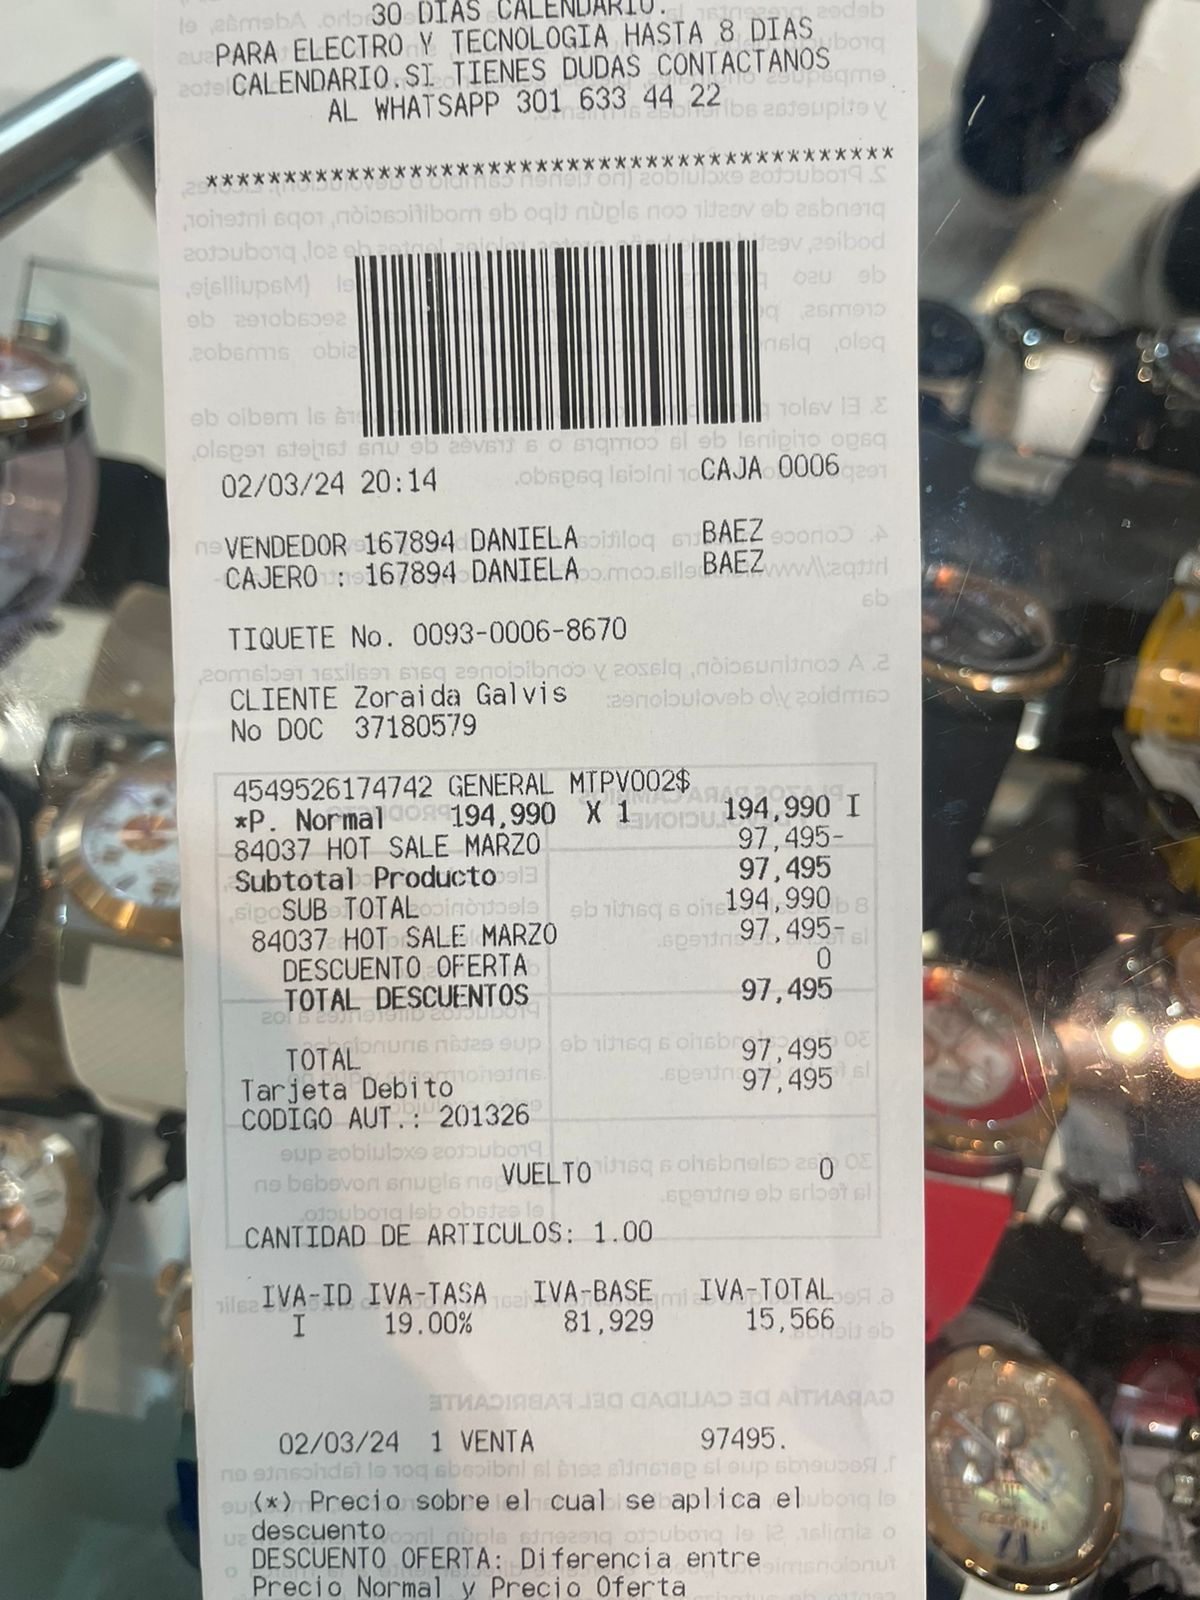 30 DIAS CALENDARIO.
PARA ELECTRO Y TECNOLOGIA HASTA 8 DIAS
CALENDARIO.SI TIENES DUDAS CONTACTANOS
AL WHATSAPP 301 633 44 22
********************************************
02/03/24 20:14 CAJA 0006
VENDEDOR 167894 DANIELA BAEZ
CAJERO : 167894 DANIELA BAEZ
TIQUETE No. 0093-0006-8670
CLIENTE Zoraida Galvis
No DOC 37180579
4549526174742 GENERAL MTPV002$
*P. Normal 194,990 X 1 194,990 I
84037 HOT SALE MARZO 97,495-
Subtotal Producto 97,495
SUB TOTAL 194,990
84037 HOT SALE MARZO 97,495-
DESCUENTO OFERTA 0
TOTAL DESCUENTOS 97,495
TOTAL 97,495
Tarjeta Debito 97,495
CODIGO AUT.: 201326
VUELTO 0
CANTIDAD DE ARTICULOS: 1.00
IVA-ID IVA-TASA IVA-BASE IVA-TOTAL
I 19.00% 81,929 15,566
02/03/24 1 VENTA 97495.
(*) Precio sobre el cual se aplica el
descuento
DESCUENTO OFERTA: Diferencia entre
Precio Normal y Precio Oferta